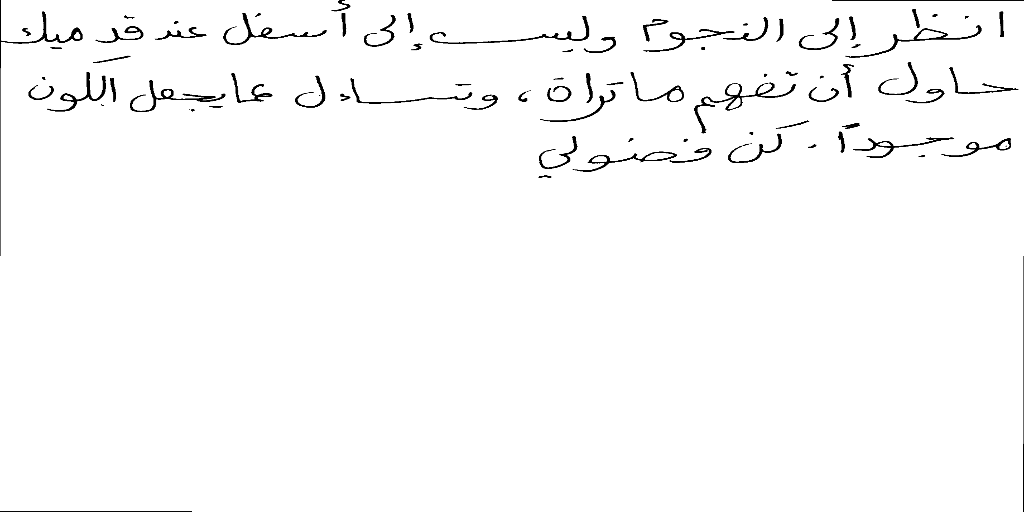 انظر إلى النجوم وليس إلى أسفل عند قدميك
حاول أن تفهم ما تراة ، وتساءل عما يجعل الكون
موجوداً . كن فضولي